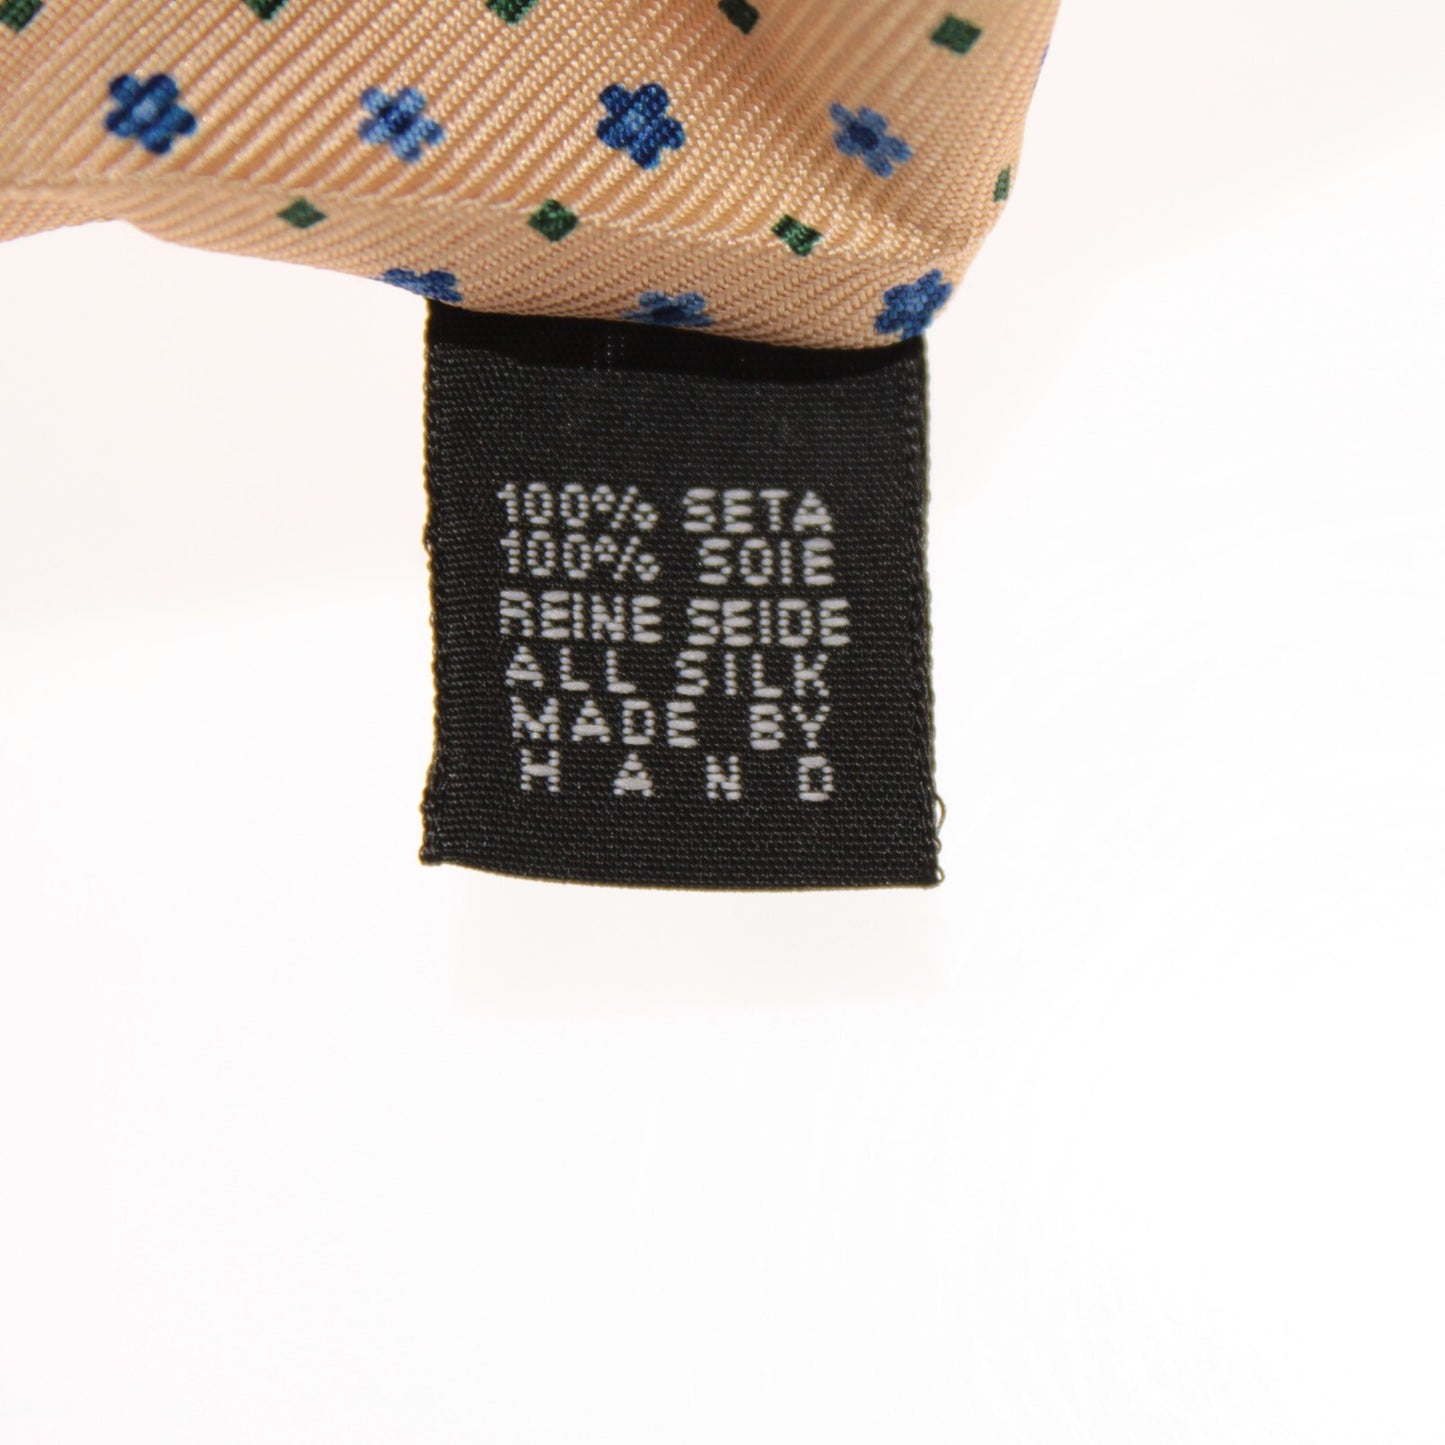 100% SETA
100% SOIE
REINE SEIDE
ALL SILK
MADE BY
HAND